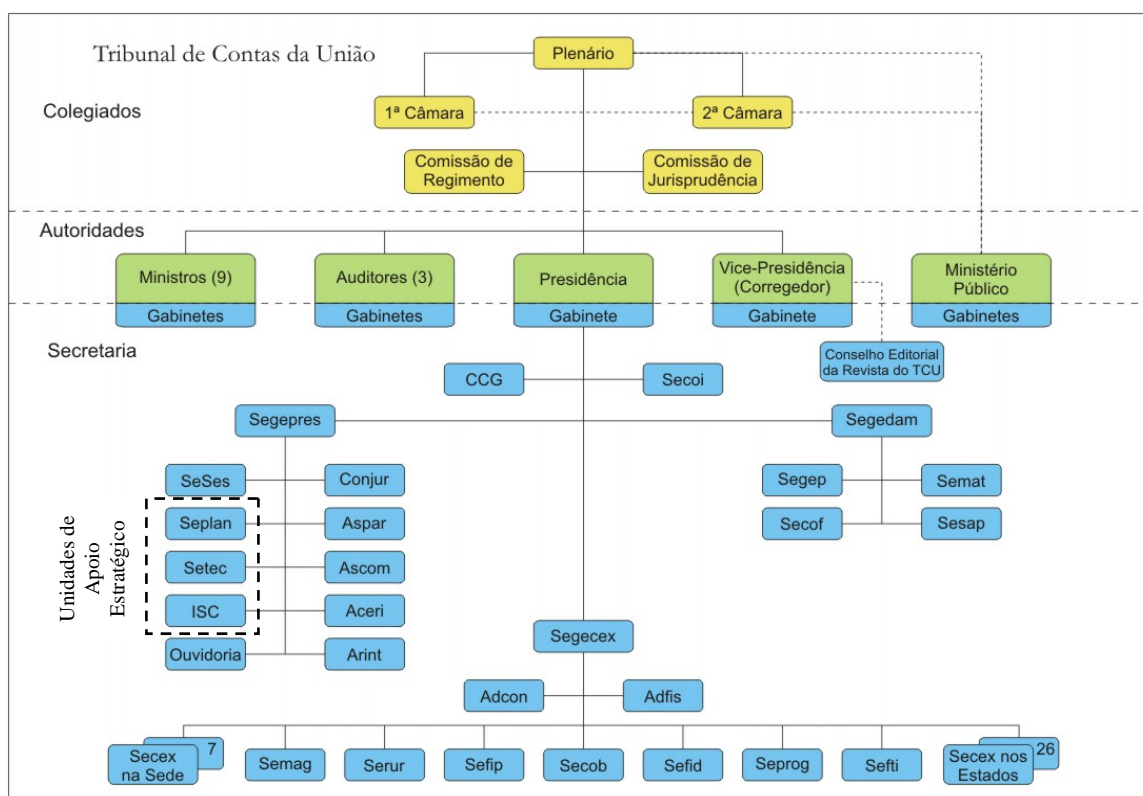 Tribunal de Contas da União
Plenário
Colegiados
1ª Câmara
2ª Câmara
Comissão de
Regimento
Comissão de
Jurisprudência
Autoridades
Ministros (9)
Gabinetes
Auditores (3)
Gabinetes
Presidência
Gabinete
Vice-Presidência
(Corregedor)
Gabinete
Ministério
Público
Gabinetes
Secretaria
Conselho Editorial
da Revista do TCU
CCG
Secoi
Segepres
Segedam
SeSes
Conjur
Seplan
Aspar
Setec
Ascom
ISC
Aceri
Ouvidoria
Arint
Unidades de
Apoio
Estratégico
Segep
Semat
Secof
Sesap
Segecex
Adcon
Adfis
7
Secex
na Sede
Semag
Serur
Sefip
Secob
Sefid
Seprog
Sefti
26
Secex nos
Estados